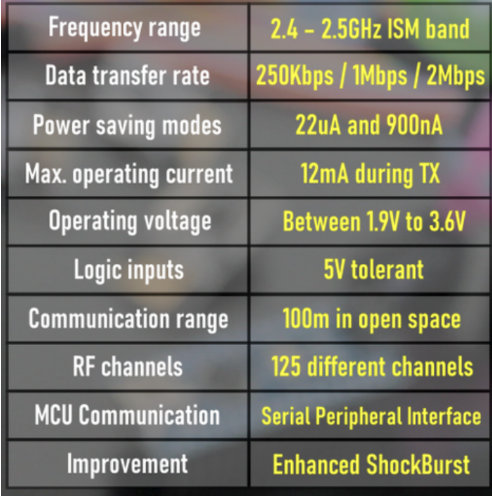 Frequency range 2.4 – 2.5GHz ISM band
Data transfer rate 250Kbps / 1Mbps / 2Mbps
Power saving modes 22uA and 900nA
Max. operating current 12mA during TX
Operating voltage Between 1.9V to 3.6V
Logic inputs 5V tolerant
Communication range 100m in open space
RF channels 125 different channels
MCU Communication Serial Peripheral Interface
Improvement Enhanced ShockBurst